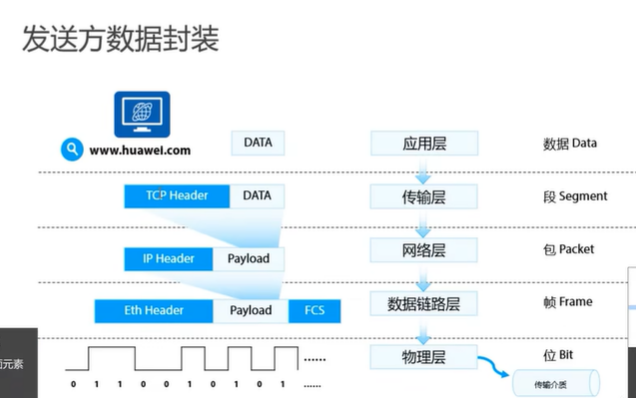 发送方数据封装
www.huawei.com
DATA
应用层
数据 Data
TCP Header
DATA
传输层
段 Segment
IP Header
Payload
网络层
包 Packet
Eth Header
Payload
FCS
数据链路层
帧 Frame
物理层
位 Bit
......
0 1 1 0 0 1 0 1 0 1 ......
传输介质
元素